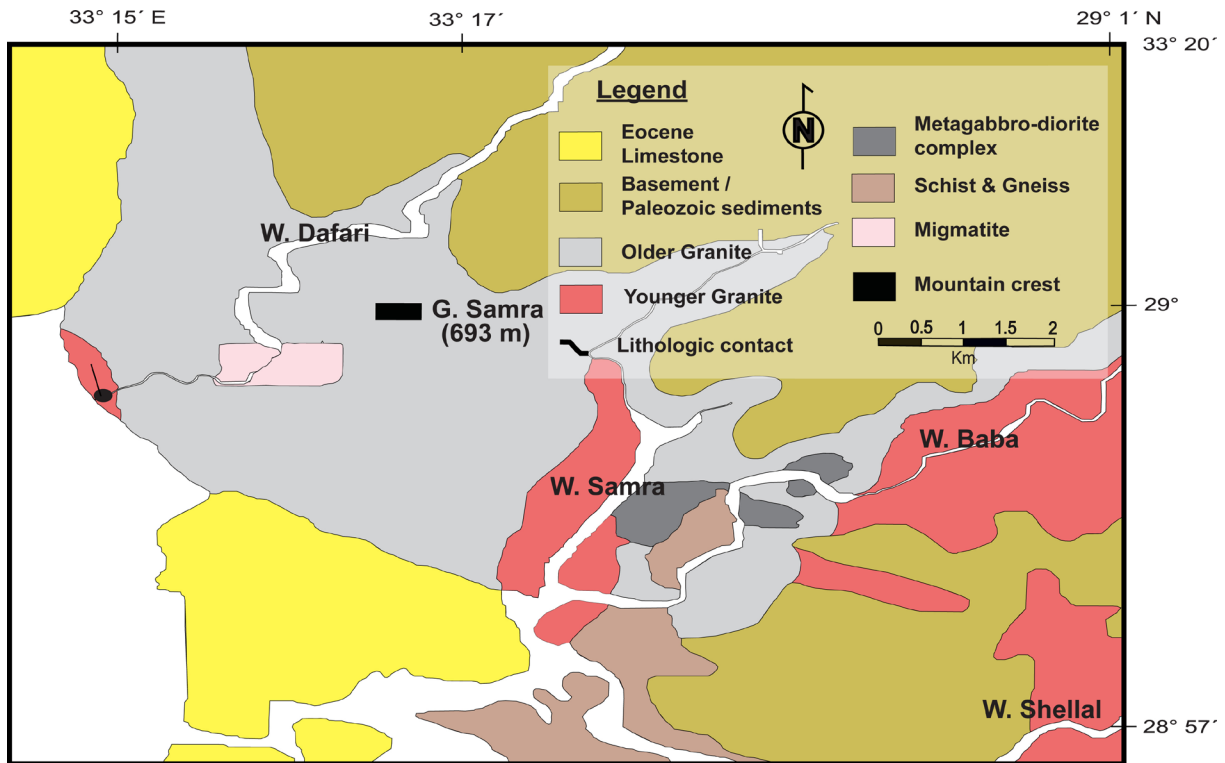 33° 15´ E
33° 17´
29° 1´ N
33° 20´
Legend
N
Eocene
Limestone
Basement /
Paleozoic sediments
Older Granite
Younger Granite
Lithologic contact
Metagabbro-diorite
complex
Schist & Gneiss
Migmatite
Mountain crest
0 0.5 1 1.5 2
Km
W. Dafari
G. Samra
(693 m)
29°
W. Baba
W. Samra
W. Shellal
28° 57´